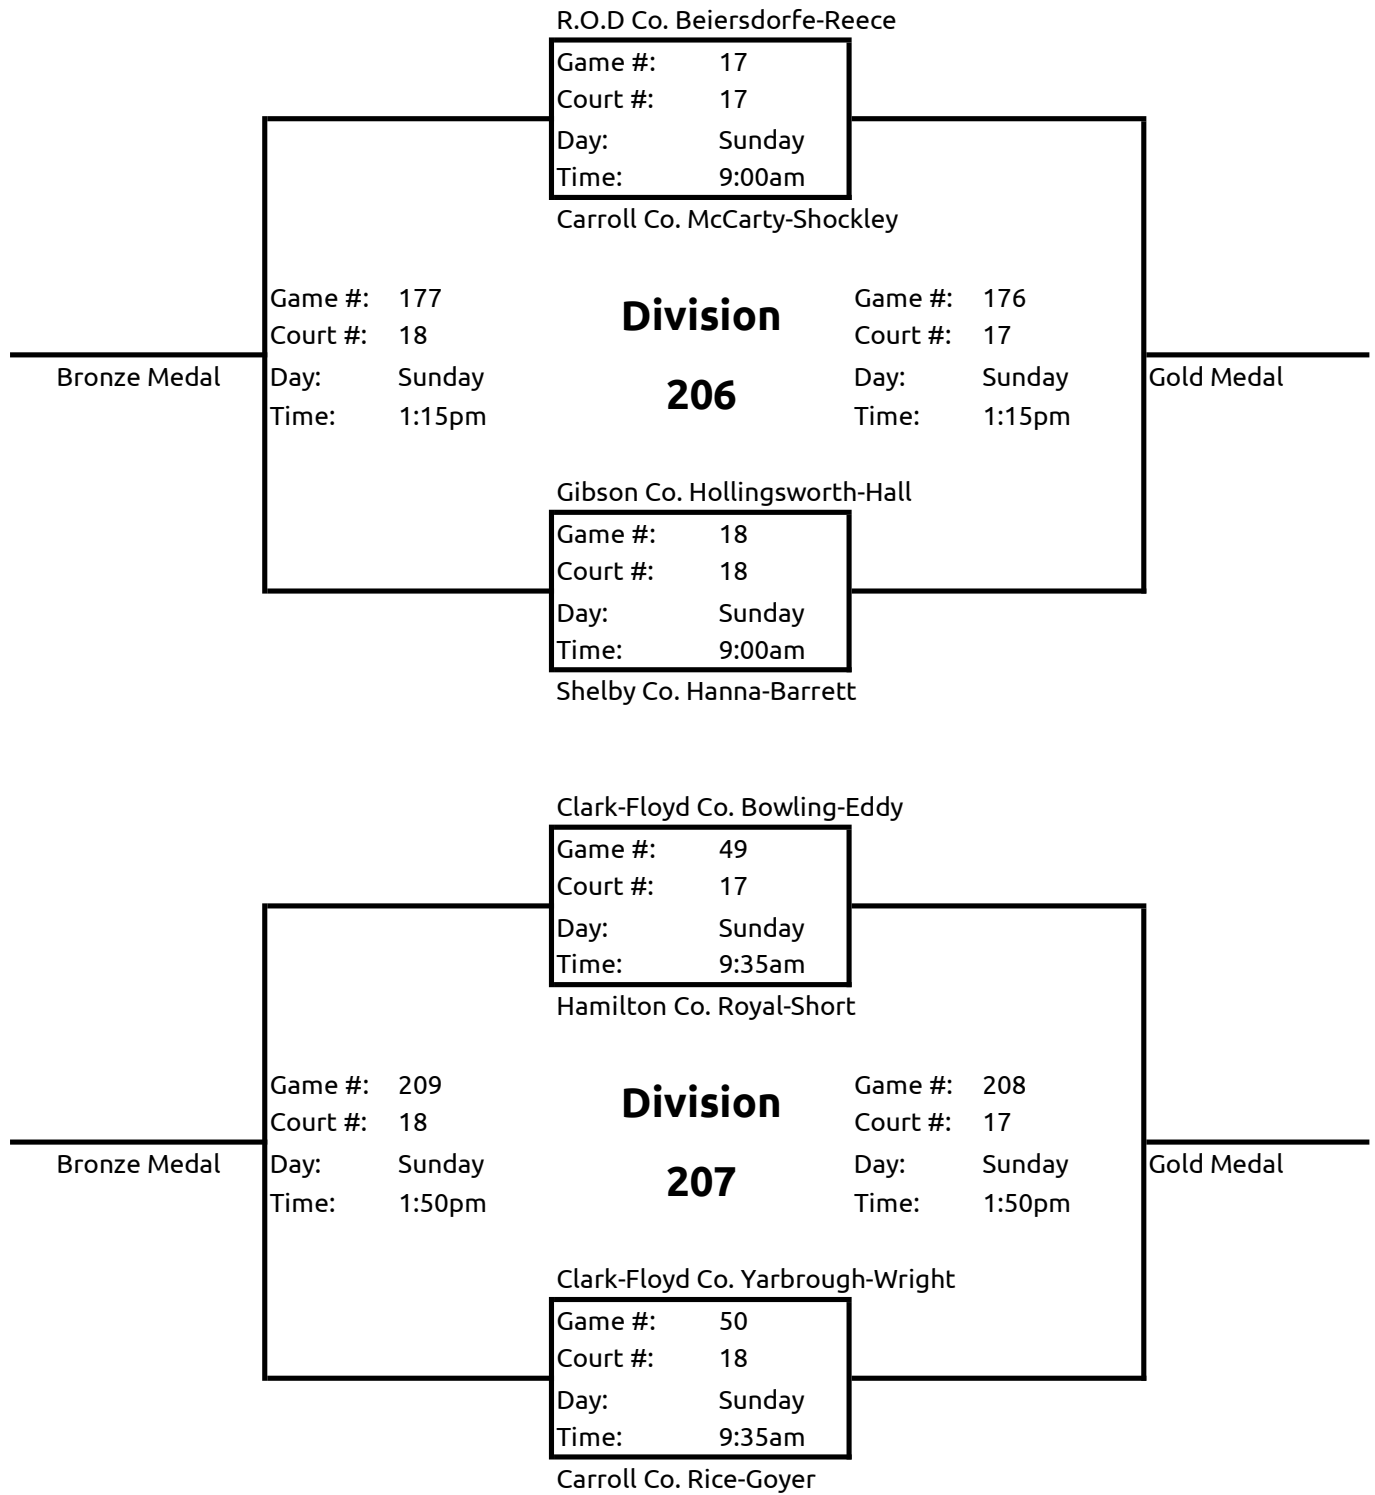 R.O.D Co. Beiersdorfe-Reece
Game #: 17
Court #: 17
Day: Sunday
Time: 9:00am
Carroll Co. McCarty-Shockley
Game #: 177
Court #: 18
Day: Sunday
Time: 1:15pm
Bronze Medal
Division
206
Game #: 176
Court #: 17
Day: Sunday
Time: 1:15pm
Gold Medal
Gibson Co. Hollingsworth-Hall
Game #: 18
Court #: 18
Day: Sunday
Time: 9:00am
Shelby Co. Hanna-Barrett
Clark-Floyd Co. Bowling-Eddy
Game #: 49
Court #: 17
Day: Sunday
Time: 9:35am
Hamilton Co. Royal-Short
Game #: 209
Court #: 18
Day: Sunday
Time: 1:50pm
Bronze Medal
Division
207
Game #: 208
Court #: 17
Day: Sunday
Time: 1:50pm
Gold Medal
Clark-Floyd Co. Yarbrough-Wright
Game #: 50
Court #: 18
Day: Sunday
Time: 9:35am
Carroll Co. Rice-Goyer